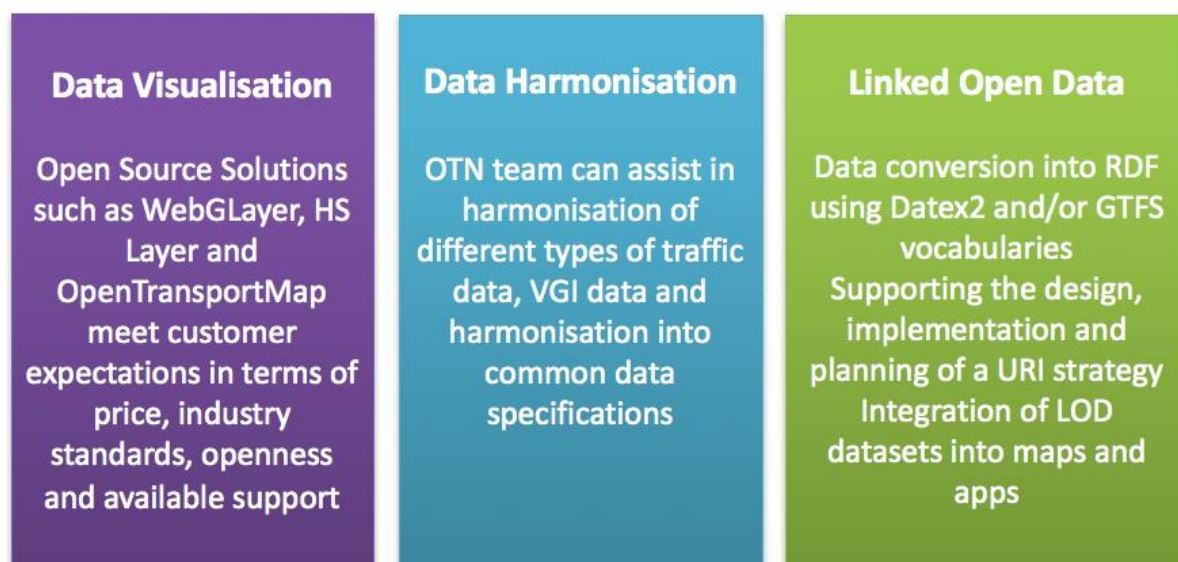 Data Visualisation
Open Source Solutions
such as WebGLayer, HS
Layer and
OpenTransportMap
meet customer
expectations in terms of
price, industry
standards, openness
and available support
Data Harmonisation
OTN team can assist in
harmonisation of
different types of traffic
data, VGI data and
harmonisation into
common data
specifications
Linked Open Data
Data conversion into RDF
using Datex2 and/or GTFS
vocabularies
Supporting the design,
implementation and
planning of a URI strategy
Integration of LOD
datasets into maps and
apps